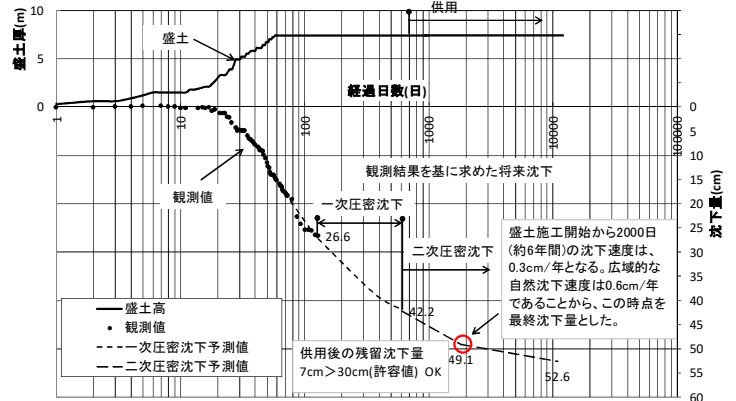 盛土厚(m)
10
5
0
供用
盛土
経過日数(日)
1
10
100
1000
10000
100000
0
5
10
15
20
25
30
35
40
45
50
55
60
沈下量(cm)
観測値
観測結果を基に求めた将来沈下
一次圧密沈下
26.6
二次圧密沈下
盛土施工開始から2000日
(約6年間)の沈下速度は、
0.3cm/年となる。広域的な
自然沈下速度は0.6cm/年
であることから、この時点を
最終沈下量とした。
42.2
49.1
52.6
供用後の残留沈下量
7cm＞30cm(許容値) OK
盛土高
観測値
一次圧密沈下予測値
二次圧密沈下予測値